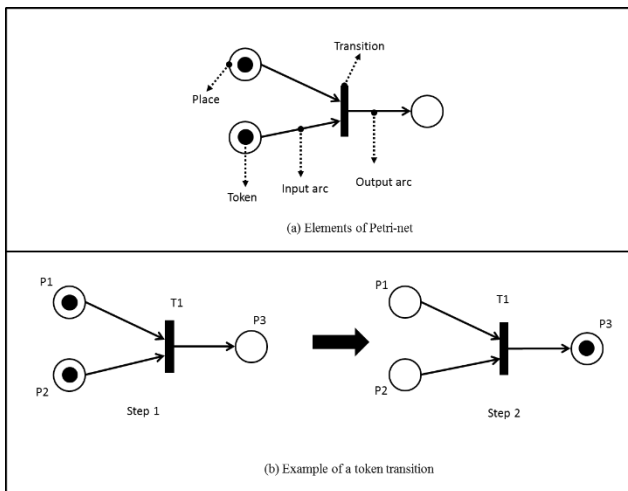 Transition
Place
Token
Input arc
Output arc
(a) Elements of Petri-net
P1
T1
P3
P2
Step 1
P1
T1
P3
P2
Step 2
(b) Example of a token transition